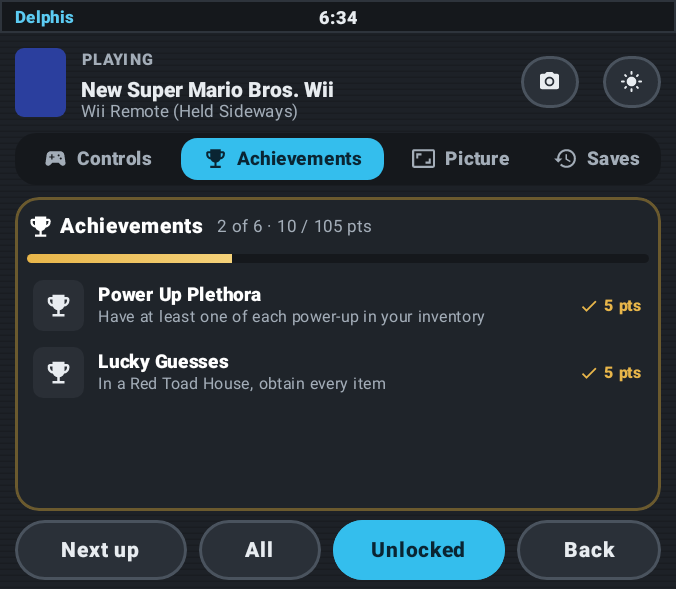 Delphis
6:34
PLAYING
New Super Mario Bros. Wii
Wii Remote (Held Sideways)
Controls
Achievements
Picture
Saves
Achievements 2 of 6 · 10 / 105 pts
Power Up Plethora
Have at least one of each power-up in your inventory
5 pts
Lucky Guesses
In a Red Toad House, obtain every item
5 pts
Next up
All
Unlocked
Back